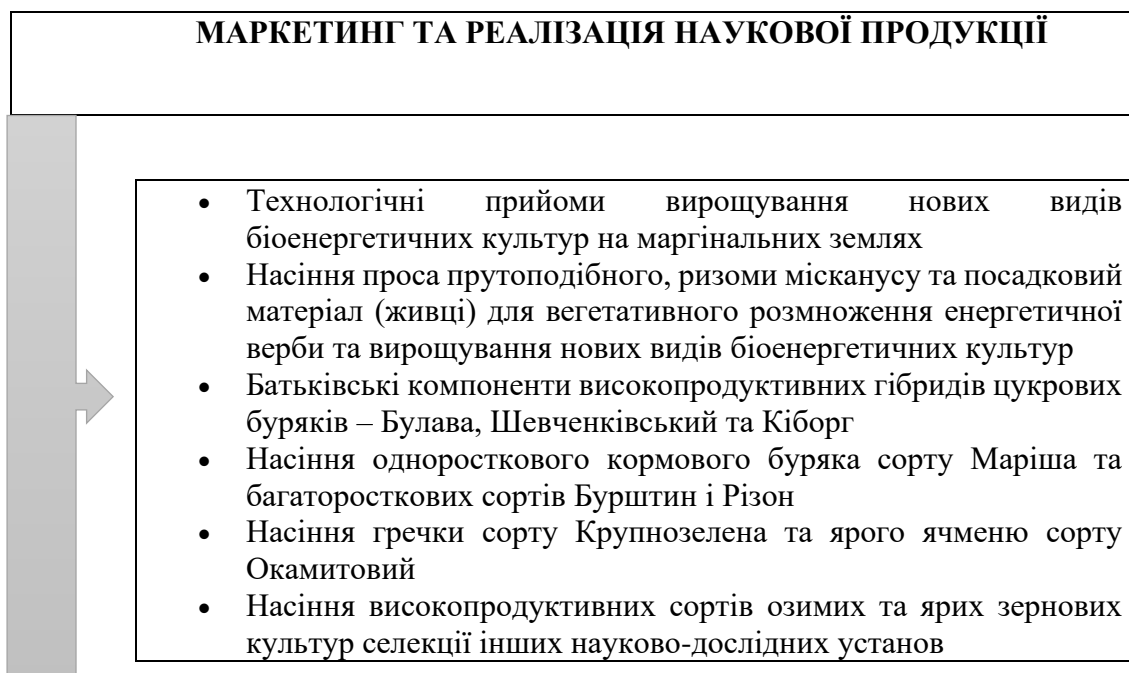 МАРКЕТИНГ ТА РЕАЛІЗАЦІЯ НАУКОВОЇ ПРОДУКЦІЇ
• Технологічні прийоми вирощування нових видів
біоенергетичних культур на маргінальних землях
• Насіння проса прутоподібного, ризоми місканусу та посадковий
матеріал (живці) для вегетативного розмноження енергетичної
верби та вирощування нових видів біоенергетичних культур
• Батьківські компоненти високопродуктивних гібридів цукрових
буряків – Булава, Шевченківський та Кіборг
• Насіння одноросткового кормового буряка сорту Маріша та
багаторосткових сортів Бурштин і Різон
• Насіння гречки сорту Крупнозелена та ярого ячменю сорту
Окамитовий
• Насіння високопродуктивних сортів озимих та ярих зернових
культур селекції інших науково-дослідних установ